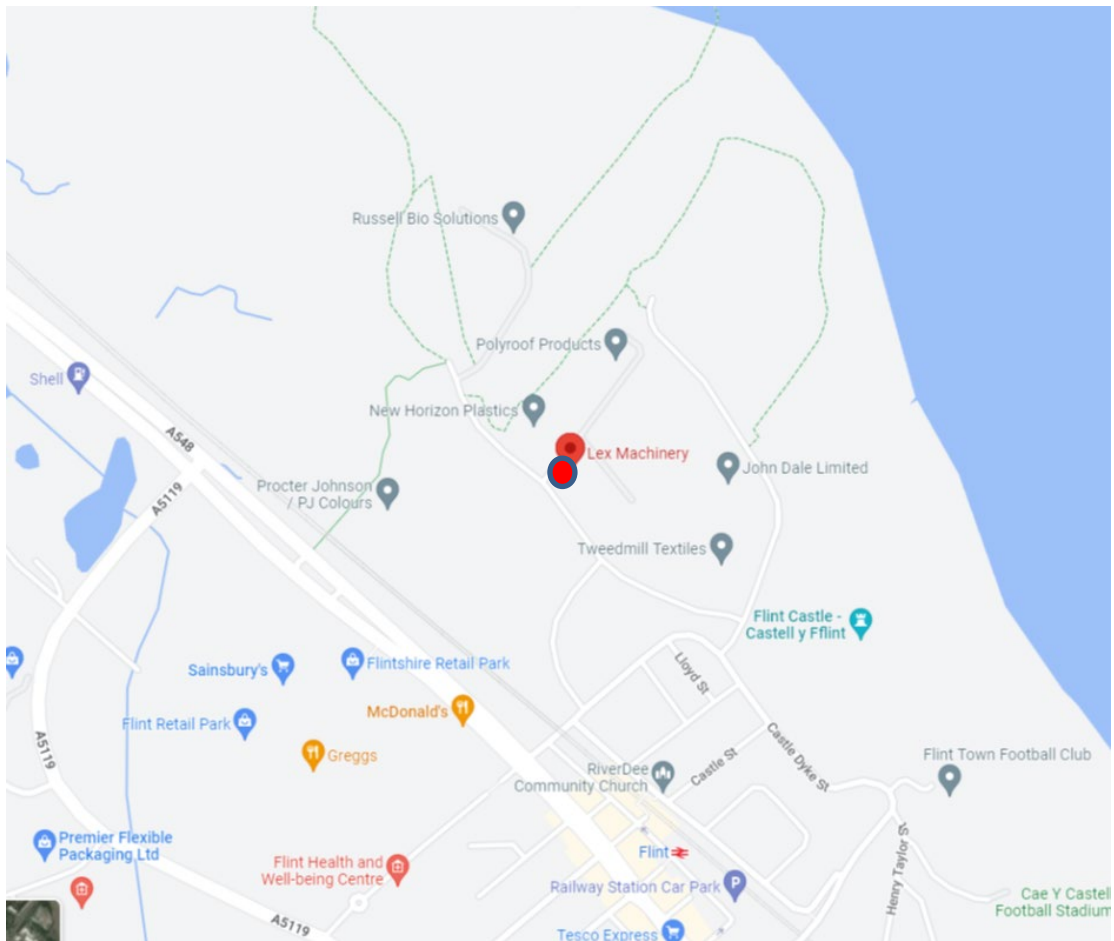 Russell Bio Solutions
Polyroof Products
Shell
New Horizon Plastics
A548
Lex Machinery
John Dale Limited
Procter Johnson
/ PJ Colours
A5119
Tweedmill Textiles
Flint Castle -
Castell y Fflint
Sainsbury's
Flintshire Retail Park
Lloyd St
McDonald's
Flint Retail Park
A5119
Greggs
Castle St
Castle Dyke St
Flint Town Football Club
RiverDee
Community Church
Premier Flexible
Packaging Ltd
Flint
Flint Health and
Well-being Centre
Railway Station Car Park
P
Henry Taylor St
Cae Y Castell
Football Stadium
A5119
Tesco Express